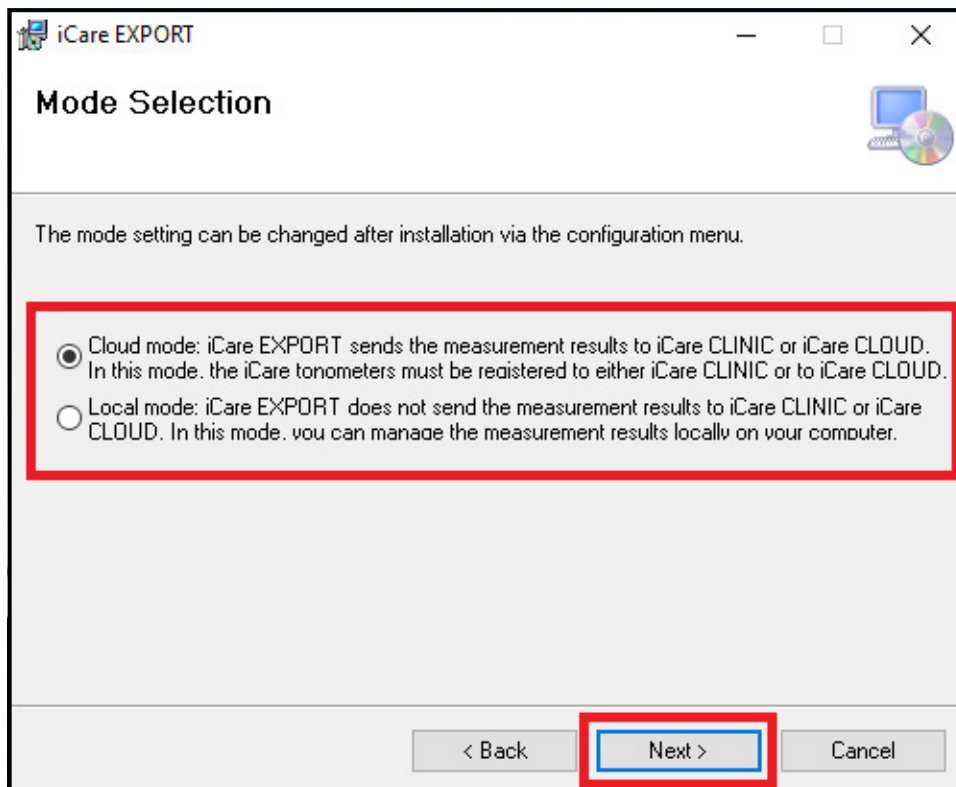 iCare EXPORT
Mode Selection
The mode setting can be changed after installation via the configuration menu.
Cloud mode: iCare EXPORT sends the measurement results to iCare CLINIC or iCare CLOUD.
In this mode, the iCare tonometers must be registered to either iCare CLINIC or to iCare CLOUD.
Local mode: iCare EXPORT does not send the measurement results to iCare CLINIC or iCare
CLOUD. In this mode, you can manage the measurement results locally on your computer.
< Back
Next >
Cancel